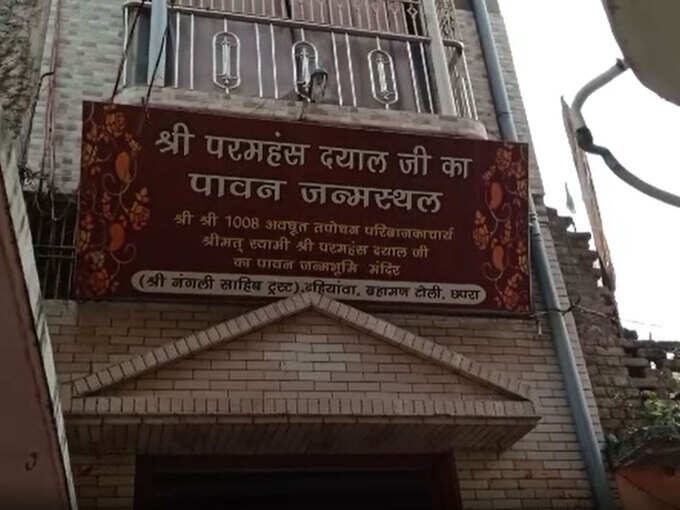 श्री परमहंस दयाल जी का
पावन जन्मस्थल
श्री श्री 1008 अवधूत तपोधन परिब्राजकाचार्य
श्रीमत् स्वामी श्री परमहंस दयाल जी
का पावन जन्मभूमि मंदिर
(श्री नंगली साहिब ट्रस्ट), दहियांवा, ब्रहामण टोली, छपरा